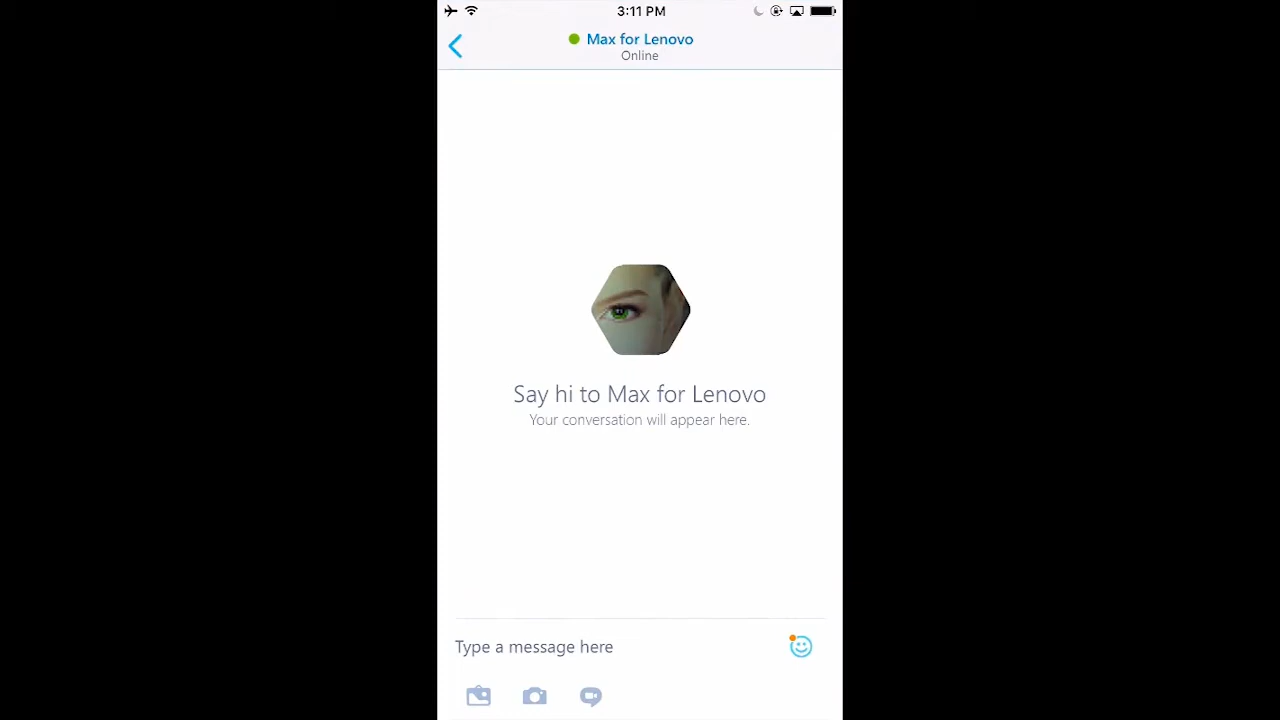 3:11 PM
Max for Lenovo
Online
Say hi to Max for Lenovo
Your conversation will appear here.
Type a message here